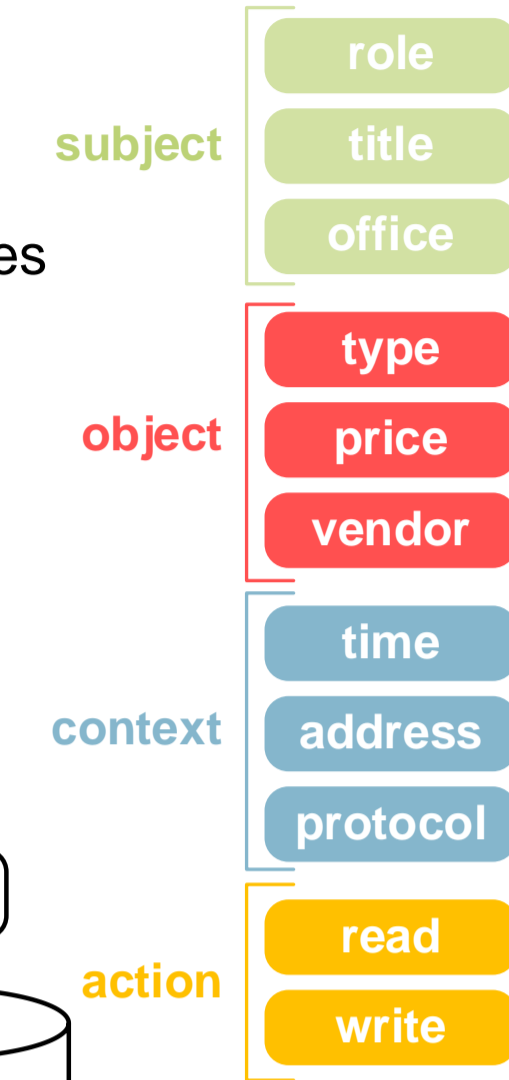 subject
role
title
office
es
object
type
price
vendor
context
time
address
protocol
action
read
write